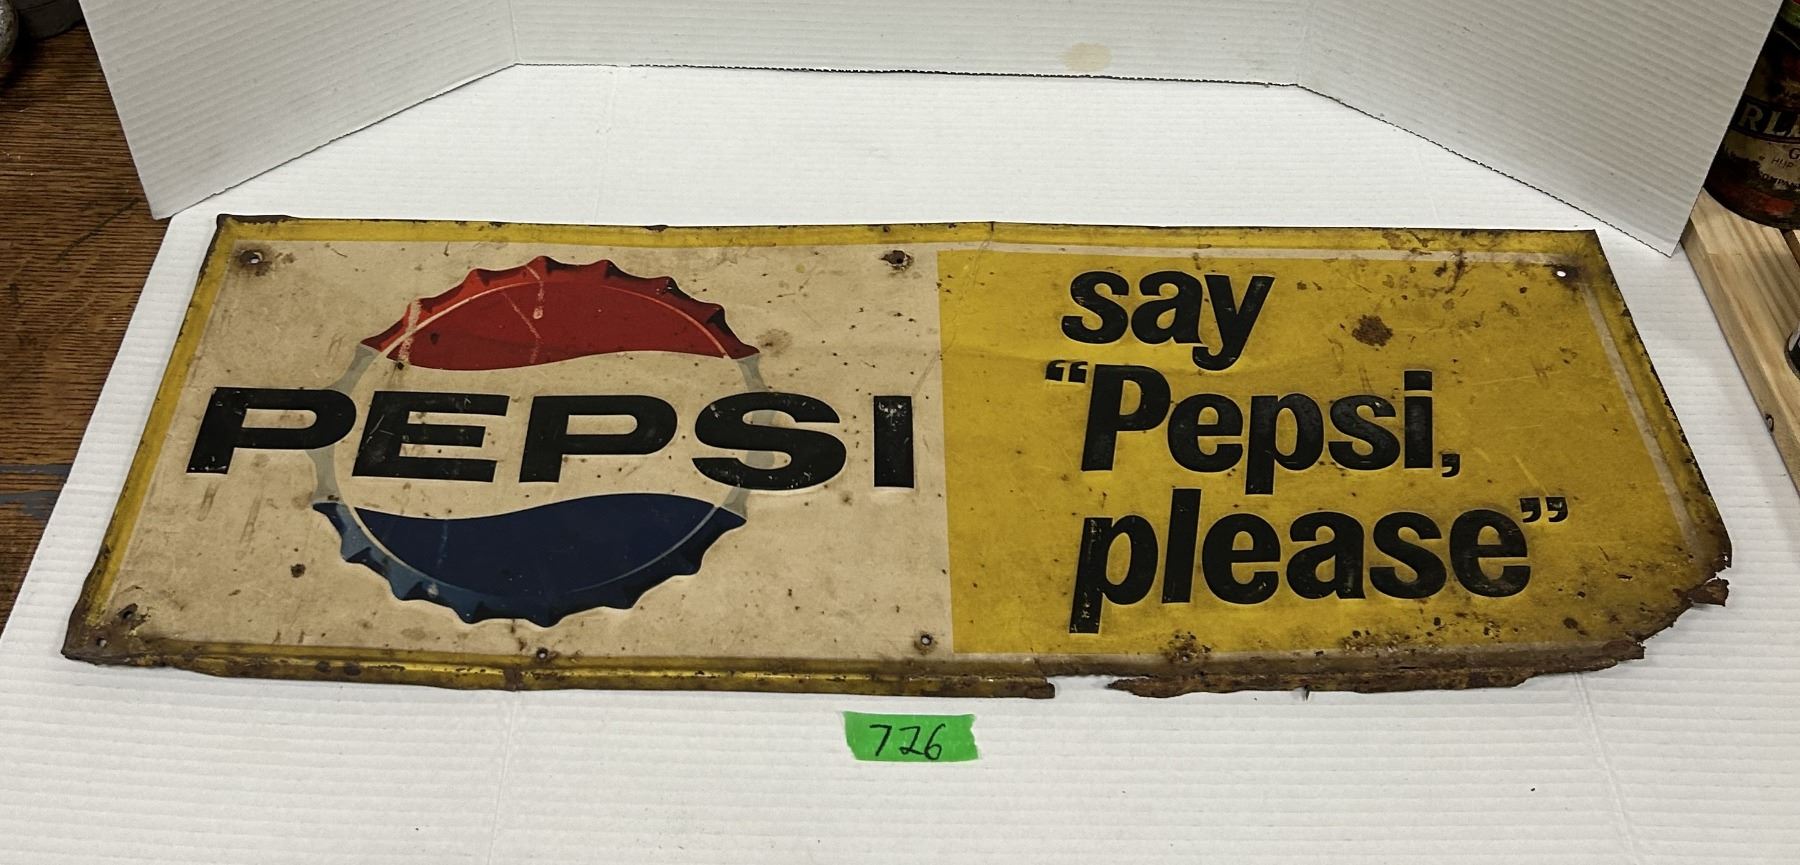 PEPSI
say
“Pepsi,
please”
726